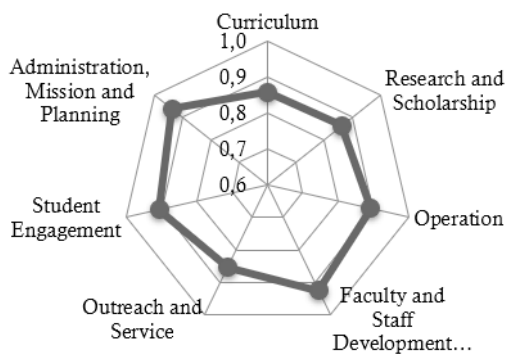 Curriculum
1,0
0,9
0,8
0,7
0,6
Research and
Scholarship
Operation
Faculty and
Staff
Development...
Outreach and
Service
Student
Engagement
Administration,
Mission and
Planning